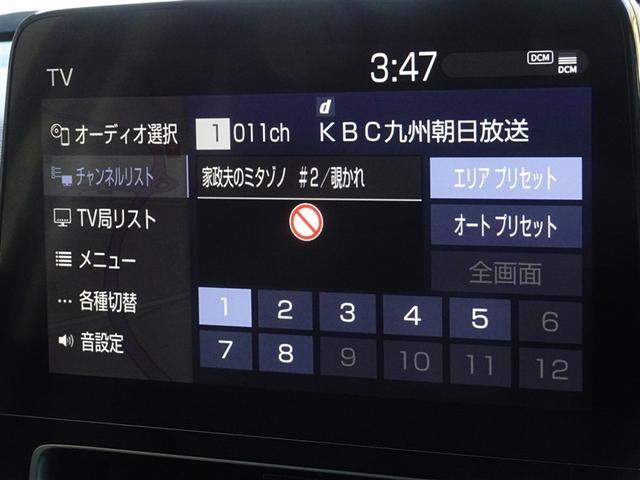 TV
3:47
DCM
DCM
d
オーディオ選択
1 011ch KBC九州朝日放送
チャンネルリスト
家政夫のミタゾノ #2/覗かれ
エリア プリセット
TV局リスト
オート プリセット
メニュー
全画面
各種切替
1 2 3 4 5 6
音設定
7 8 9 10 11 12